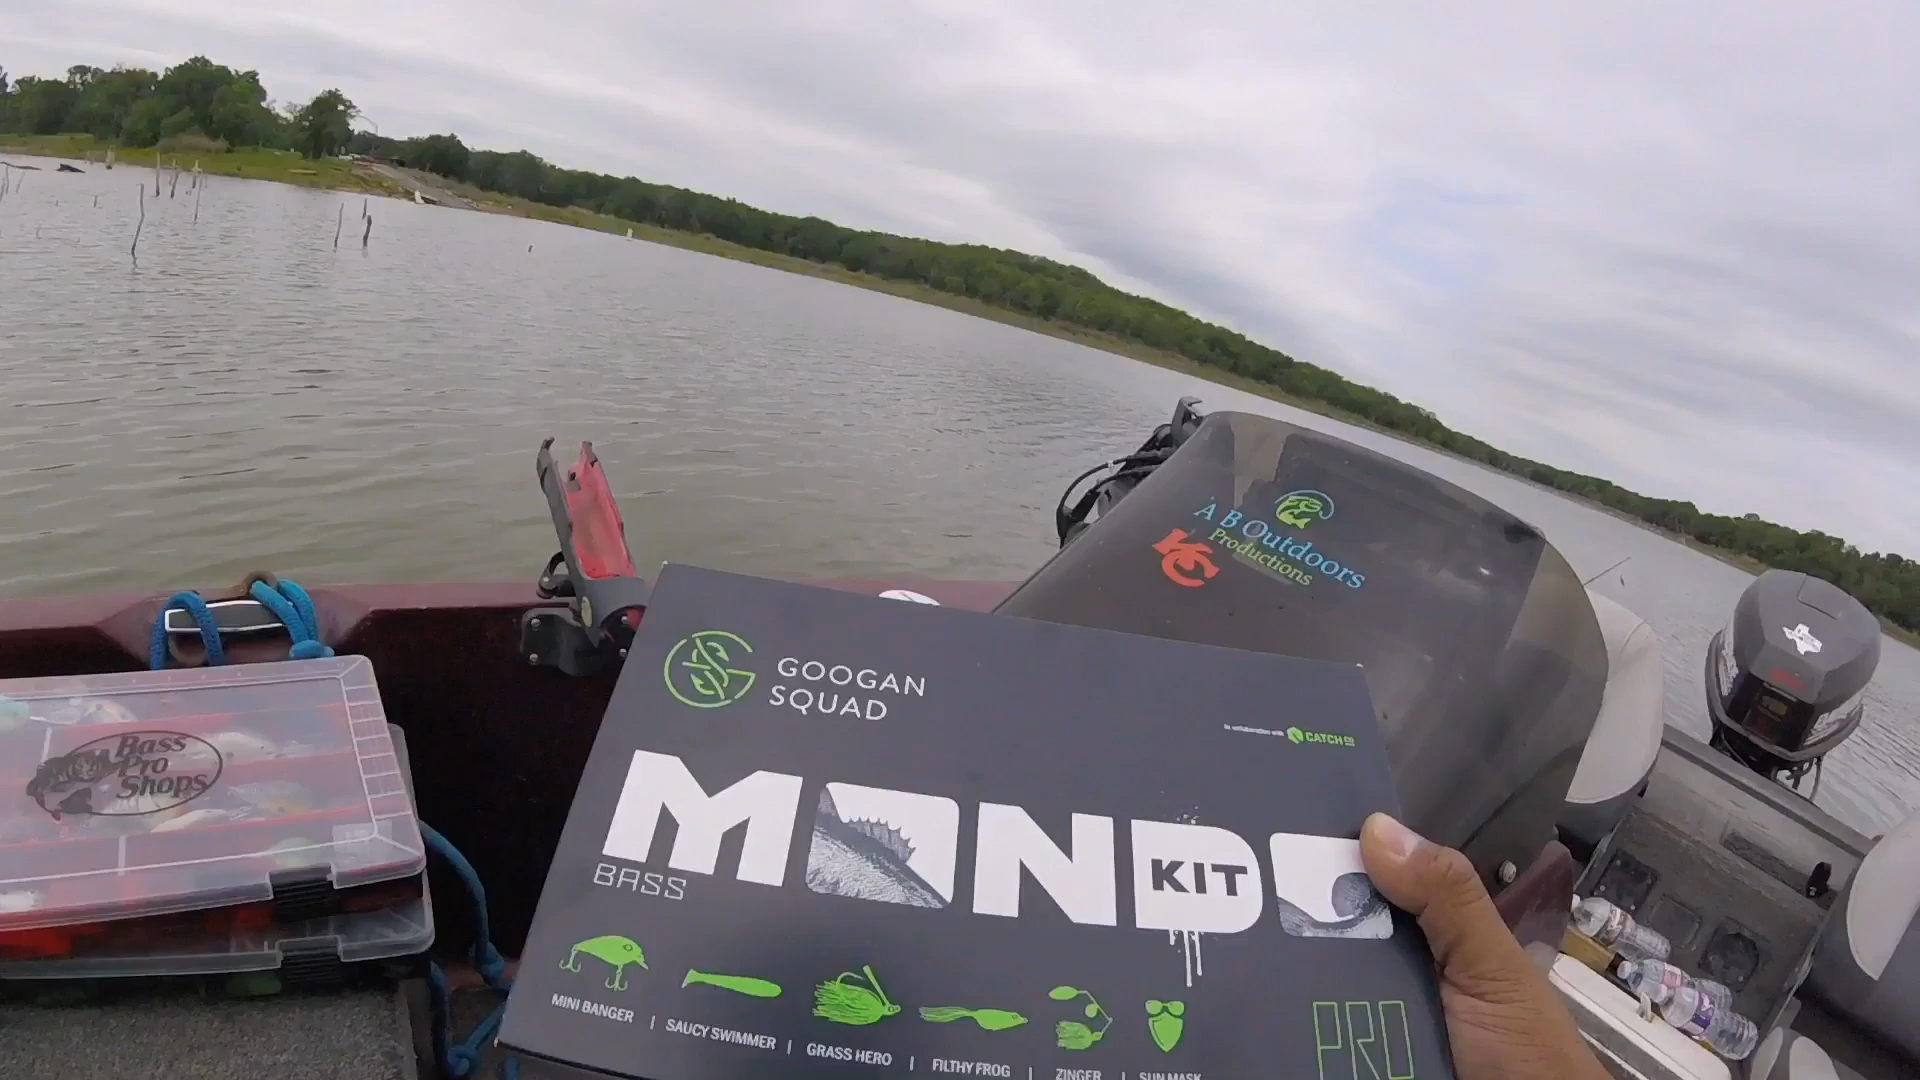 A B Outdoors
Productions
KC
GOOGAN
SQUAD
In collaboration with CATCH CO
Bass
Pro
Shops
MONDO
KIT
BASS
MINI BANGER | SAUCY SWIMMER | GRASS HERO | FILTHY FROG | ZINGER | SUN MASK
PRO